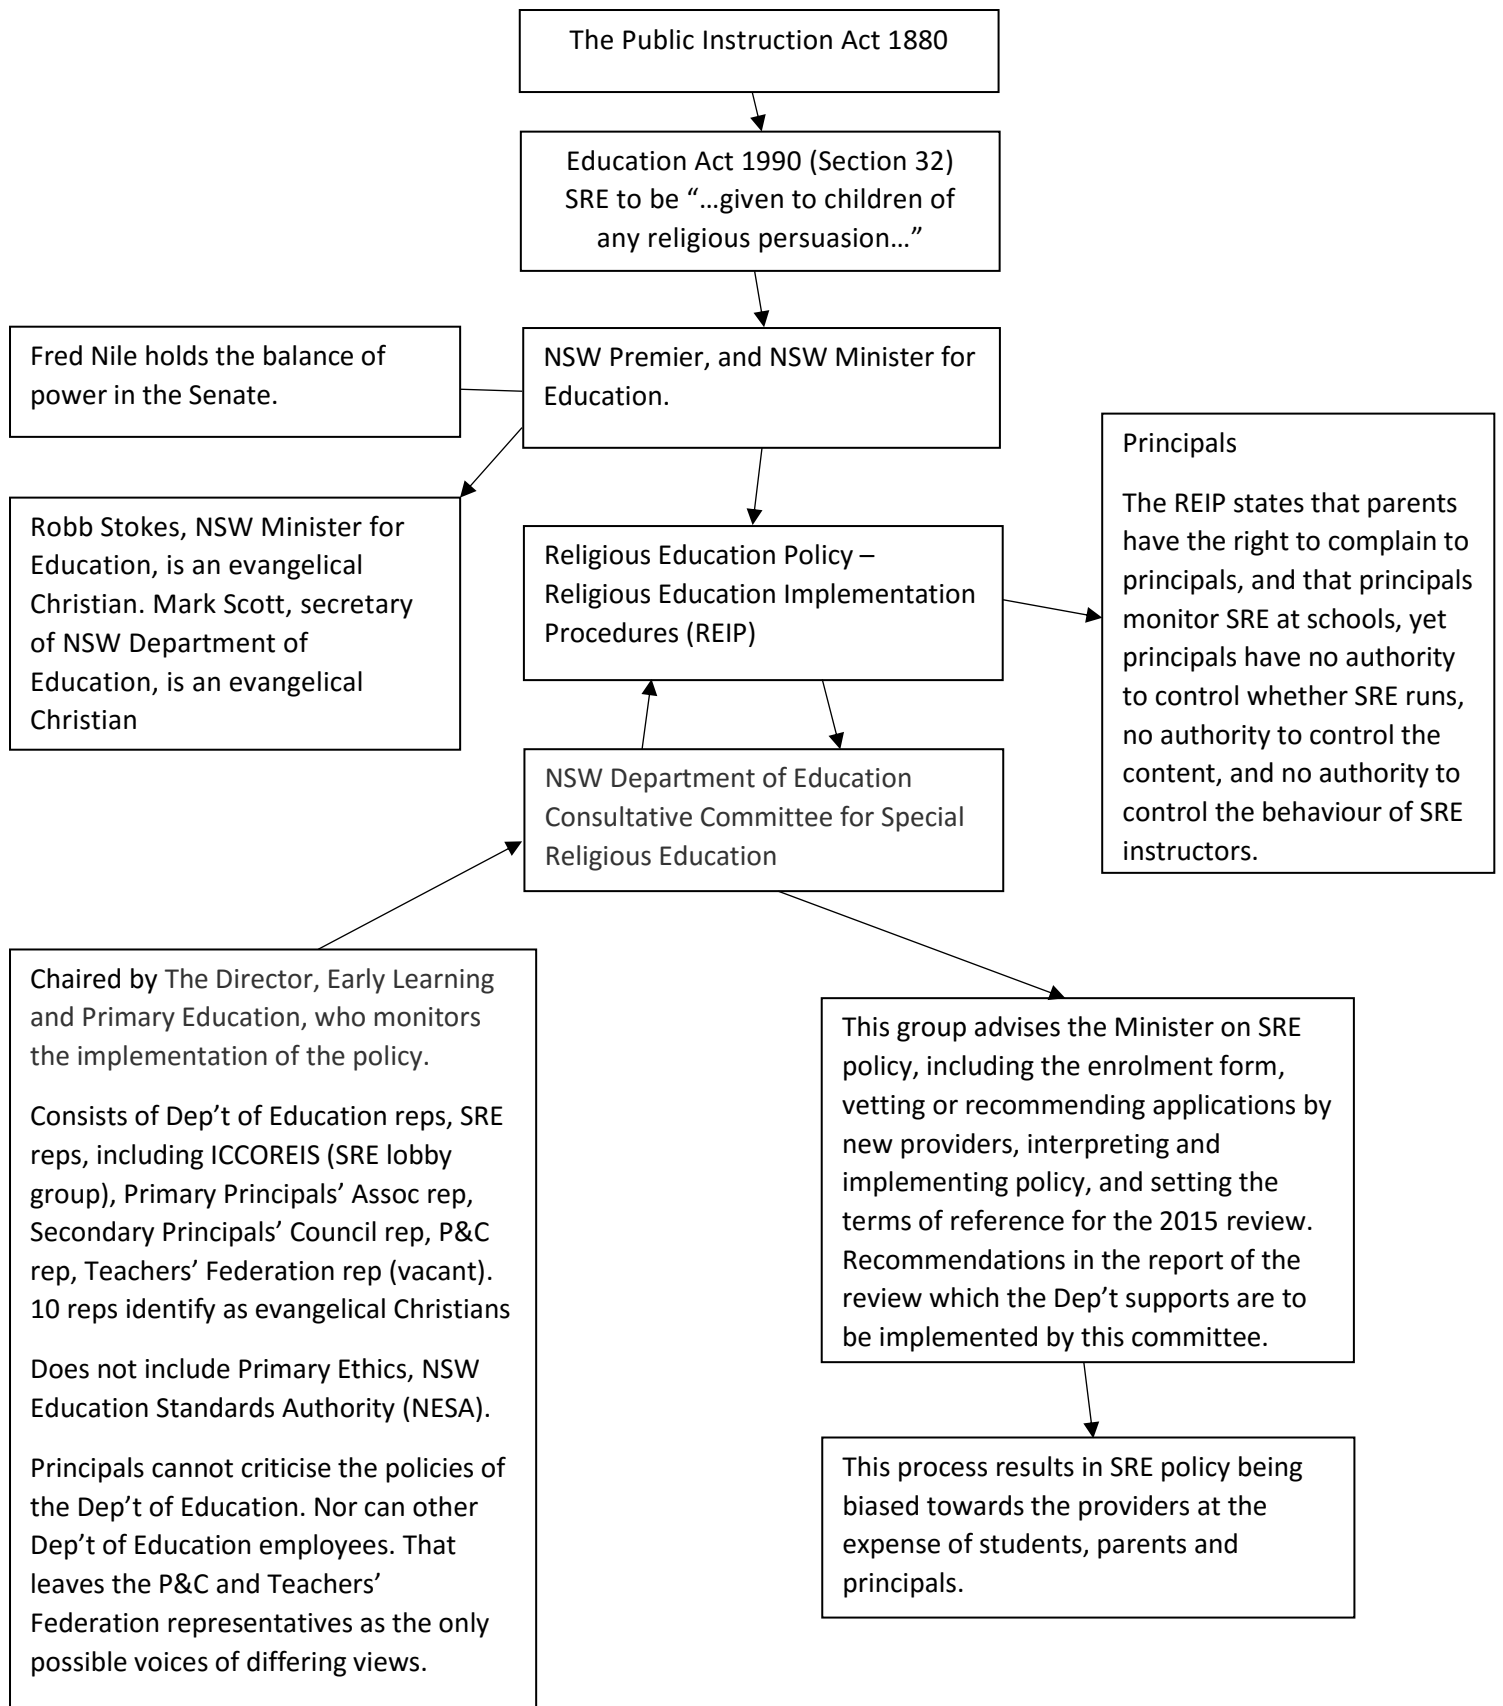 The Public Instruction Act 1880
Education Act 1990 (Section 32)
SRE to be “…given to children of
any religious persuasion…”
Fred Nile holds the balance of
power in the Senate.
NSW Premier, and NSW Minister for
Education.
Robb Stokes, NSW Minister for
Education, is an evangelical
Christian. Mark Scott, secretary
of NSW Department of
Education, is an evangelical
Christian
Religious Education Policy –
Religious Education Implementation
Procedures (REIP)
Principals
The REIP states that parents
have the right to complain to
principals, and that principals
monitor SRE at schools, yet
principals have no authority
to control whether SRE runs,
no authority to control the
content, and no authority to
control the behaviour of SRE
instructors.
NSW Department of Education
Consultative Committee for Special
Religious Education
Chaired by The Director, Early Learning
and Primary Education, who monitors
the implementation of the policy.
Consists of Dep’t of Education reps, SRE
reps, including ICCOREIS (SRE lobby
group), Primary Principals’ Assoc rep,
Secondary Principals’ Council rep, P&C
rep, Teachers’ Federation rep (vacant).
10 reps identify as evangelical Christians
Does not include Primary Ethics, NSW
Education Standards Authority (NESA).
Principals cannot criticise the policies of
the Dep’t of Education. Nor can other
Dep’t of Education employees. That
leaves the P&C and Teachers’
Federation representatives as the only
possible voices of differing views.
This group advises the Minister on SRE
policy, including the enrolment form,
vetting or recommending applications by
new providers, interpreting and
implementing policy, and setting the
terms of reference for the 2015 review.
Recommendations in the report of the
review which the Dep’t supports are to
be implemented by this committee.
This process results in SRE policy being
biased towards the providers at the
expense of students, parents and
principals.